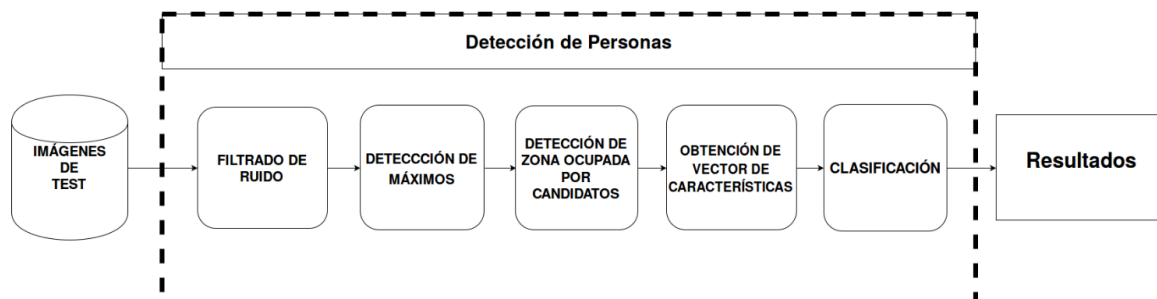 Detección de Personas
IMÁGENES
DE
TEST
FILTRADO DE
RUIDO
DETECCCIÓN DE
MÁXIMOS
DETECCIÓN DE
ZONA OCUPADA
POR
CANDIDATOS
OBTENCIÓN DE
VECTOR DE
CARACTERÍSTICAS
CLASIFICACIÓN
Resultados